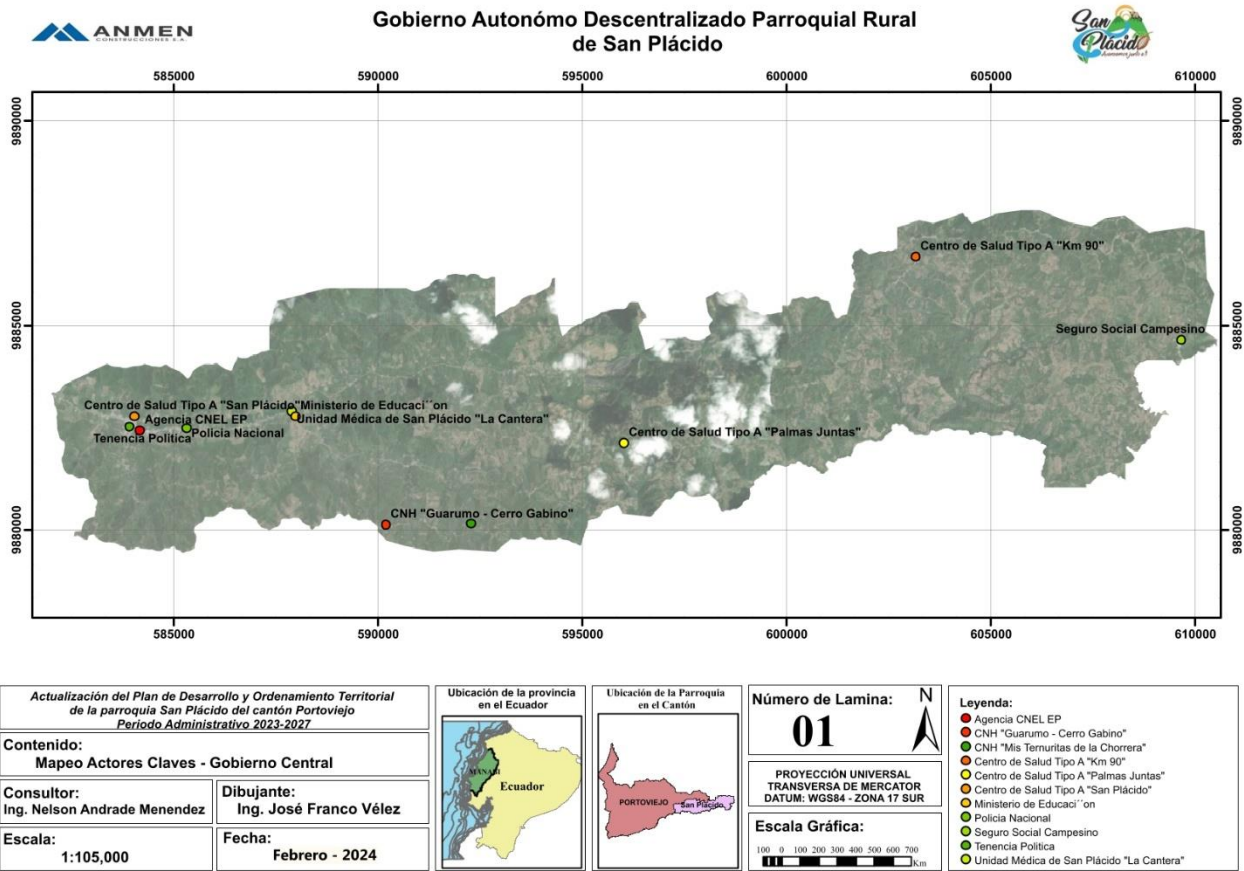 ANMEN
CONSTRUCCIONES S.A.
Gobierno Autonómo Descentralizado Parroquial Rural
de San Plácido
San
Plácido
585000 590000 595000 600000 605000 610000
9890000 9890000
Centro de Salud Tipo A "Km 90"
9885000 9885000
Seguro Social Campesino
Centro de Salud Tipo A "San Plácido"
Ministerio de Educaci´´on
Agencia CNEL EP
Unidad Médica de San Plácido "La Cantera"
Tenencia Politica
Policia Nacional
Centro de Salud Tipo A "Palmas Juntas"
CNH "Guarumo - Cerro Gabino"
9880000 9880000
585000 590000 595000 600000 605000 610000
Actualización del Plan de Desarrollo y Ordenamiento Territorial
de la parroquia San Plácido del cantón Portoviejo
Periodo Administrativo 2023-2027
Contenido:
Mapeo Actores Claves - Gobierno Central
Consultor:
Ing. Nelson Andrade Menendez
Dibujante:
Ing. José Franco Vélez
Escala:
1:105,000
Fecha:
Febrero - 2024
Ubicación de la provincia
en el Ecuador
MANABI
Ecuador
Ubicación de la Parroquia
en el Cantón
PORTOVIEJO
San Plácido
Número de Lamina:
01
N
PROYECCIÓN UNIVERSAL
TRANSVERSA DE MERCATOR
DATUM: WGS84 - ZONA 17 SUR
Escala Gráfica:
100 0 100 200 300 400 500 600 700
Km
Leyenda:
Agencia CNEL EP
CNH "Guarumo - Cerro Gabino"
CNH "Mis Ternuritas de la Chorrera"
Centro de Salud Tipo A "Km 90"
Centro de Salud Tipo A "Palmas Juntas"
Centro de Salud Tipo A "San Plácido"
Ministerio de Educaci´´on
Policia Nacional
Seguro Social Campesino
Tenencia Politica
Unidad Médica de San Plácido "La Cantera"